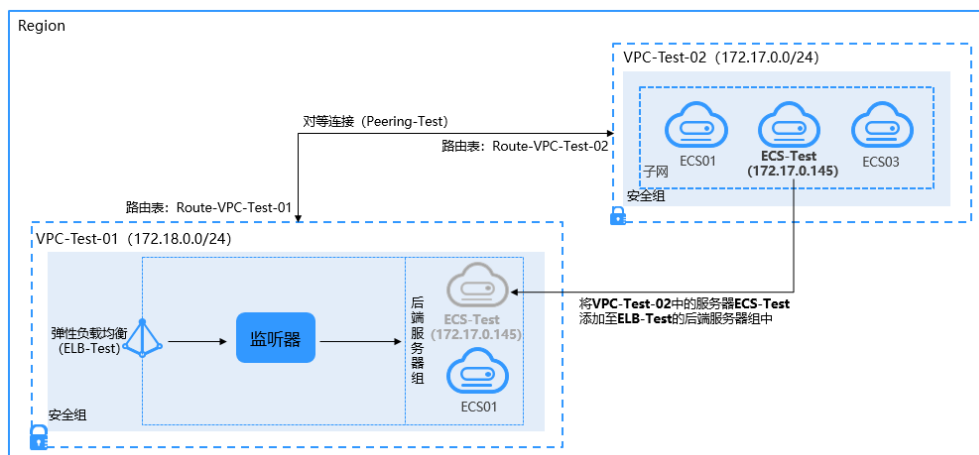 Region
VPC-Test-02（172.17.0.0/24）
ECS01
ECS-Test
(172.17.0.145)
ECS03
子网
安全组
对等连接（Peering-Test）
路由表：Route-VPC-Test-02
路由表：Route-VPC-Test-01
VPC-Test-01（172.18.0.0/24）
弹性负载均衡
（ELB-Test）
监听器
后端服务器组
ECS-Test
(172.17.0.145)
ECS01
安全组
将VPC-Test-02中的服务器ECS-Test
添加至ELB-Test的后端服务器组中